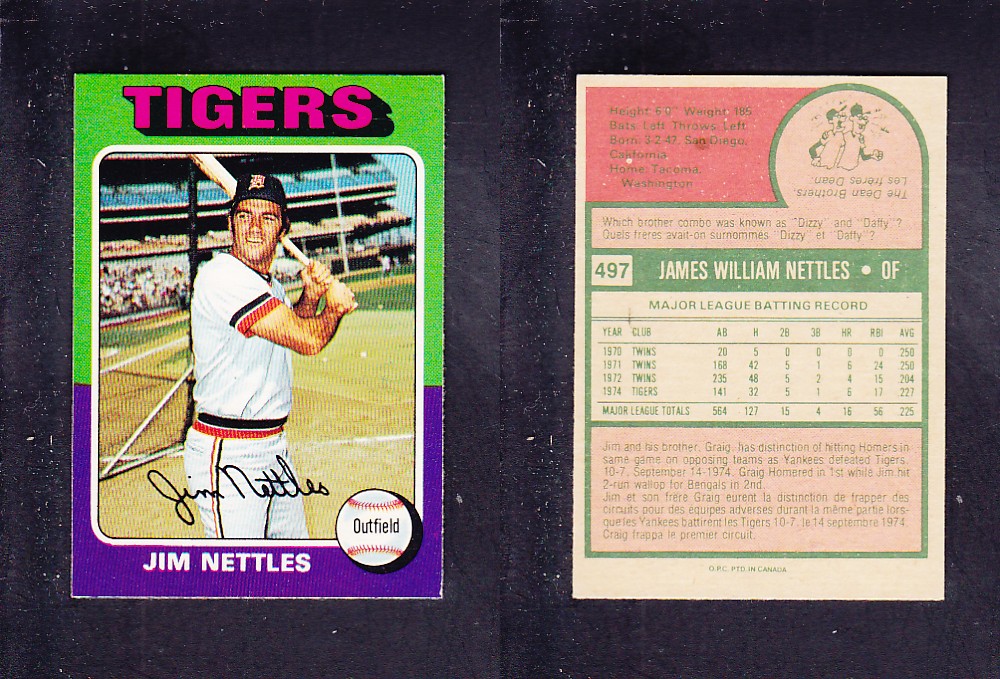 TIGERS
Jim Nettles
Outfield
JIM NETTLES
Height: 6'0" Weight: 185
Bats: Left Throws: Left
Born: 3-2-47, San Diego,
California
Home: Tacoma,
Washington
The Dean Brothers.
Les frères Dean.
Which brother combo was known as "Dizzy" and "Daffy"?
Quels frères avait-on surnommés "Dizzy" et "Daffy"?
497 JAMES WILLIAM NETTLES • OF
MAJOR LEAGUE BATTING RECORD
YEAR CLUB AB H 2B 3B HR RBI AVG
1970 TWINS 20 5 0 0 0 0 .250
1971 TWINS 168 42 5 1 6 24 .250
1972 TWINS 235 48 5 2 4 15 .204
1974 TIGERS 141 32 5 1 6 17 .227
MAJOR LEAGUE TOTALS 564 127 15 4 16 56 .225
Jim and his brother, Graig, has distinction of hitting Homers in
same game on opposing teams as Yankees defeated Tigers,
10-7, September 14-1974. Graig Homered in 1st while Jim hit
2-run wallop for Bengals in 2nd.
Jim et son frère Graig eurent la distinction de frapper des
circuits pour des équipes adverses durant la même partie lors-
que les Yankees battirent les Tigers 10-7, le 14 septembre 1974.
Craig frappa le premier circuit.
O.P.C. PTD. IN CANADA